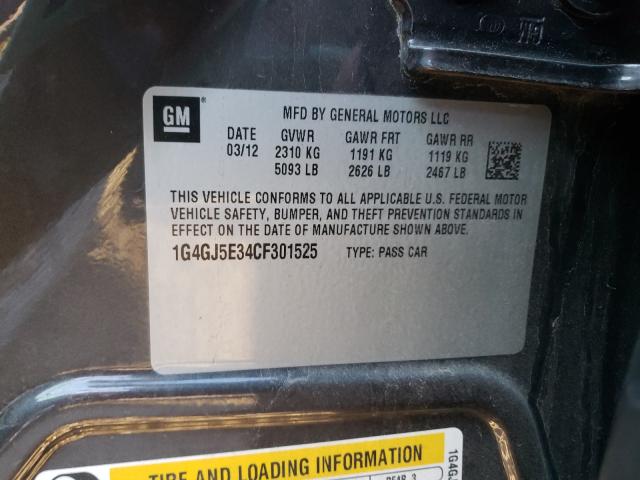 GM
MFD BY GENERAL MOTORS LLC
DATE GVWR GAWR FRT GAWR RR
03/12 2310 KG 1191 KG 1119 KG
5093 LB 2626 LB 2467 LB
THIS VEHICLE CONFORMS TO ALL APPLICABLE U.S. FEDERAL MOTOR
VEHICLE SAFETY, BUMPER, AND THEFT PREVENTION STANDARDS IN
EFFECT ON THE DATE OF MANUFACTURE SHOWN ABOVE.
1G4GJ5E34CF301525 TYPE: PASS CAR
TIRE AND LOADING INFORMATION
REAR 3
1G4GJ